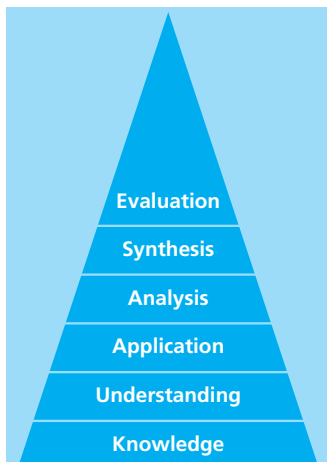 Evaluation
Synthesis
Analysis
Application
Understanding
Knowledge